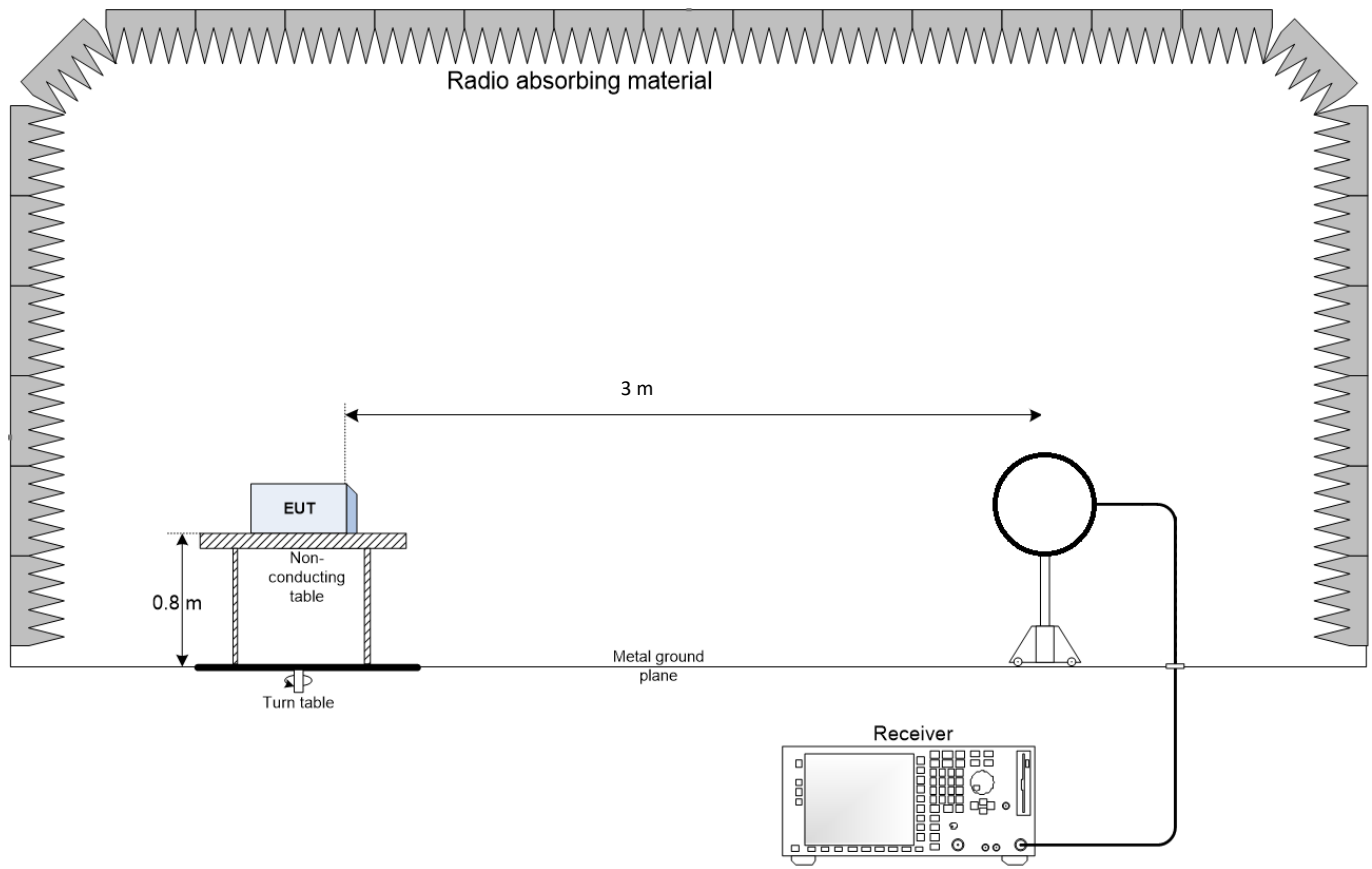 Radio absorbing material
3 m
EUT
Non-
conducting
table
0.8 m
Metal ground
plane
Turn table
Receiver